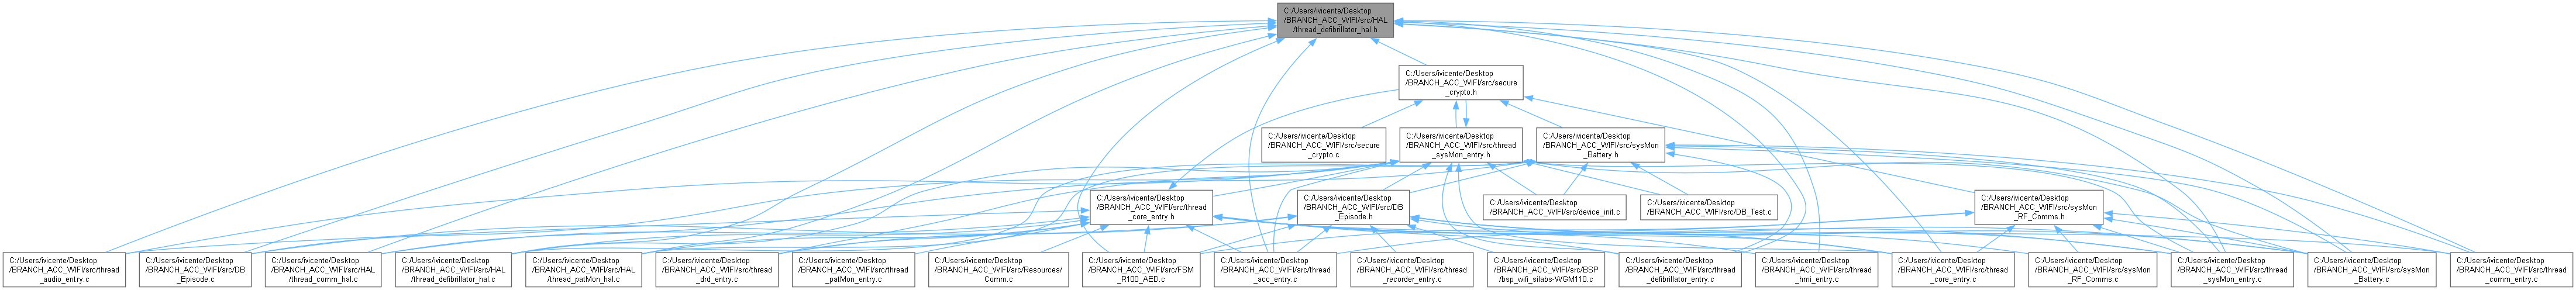 C:/Users/ivicente/Desktop
/BRANCH_ACC_WIFI/src/HAL
/thread_defibrillator_hal.h
C:/Users/ivicente/Desktop
/BRANCH_ACC_WIFI/src/secure
_crypto.h
C:/Users/ivicente/Desktop
/BRANCH_ACC_WIFI/src/secure
_crypto.c
C:/Users/ivicente/Desktop
/BRANCH_ACC_WIFI/src/thread
_sysMon_entry.h
C:/Users/ivicente/Desktop
/BRANCH_ACC_WIFI/src/sysMon
_Battery.h
C:/Users/ivicente/Desktop
/BRANCH_ACC_WIFI/src/thread
_core_entry.h
C:/Users/ivicente/Desktop
/BRANCH_ACC_WIFI/src/DB
_Episode.h
C:/Users/ivicente/Desktop
/BRANCH_ACC_WIFI/src/device_init.c
C:/Users/ivicente/Desktop
/BRANCH_ACC_WIFI/src/DB_Test.c
C:/Users/ivicente/Desktop
/BRANCH_ACC_WIFI/src/sysMon
_RF_Comms.h
C:/Users/ivicente/Desktop
/BRANCH_ACC_WIFI/src/thread
_audio_entry.c
C:/Users/ivicente/Desktop
/BRANCH_ACC_WIFI/src/DB
_Episode.c
C:/Users/ivicente/Desktop
/BRANCH_ACC_WIFI/src/HAL
/thread_comm_hal.c
C:/Users/ivicente/Desktop
/BRANCH_ACC_WIFI/src/HAL
/thread_defibrillator_hal.c
C:/Users/ivicente/Desktop
/BRANCH_ACC_WIFI/src/HAL
/thread_patMon_hal.c
C:/Users/ivicente/Desktop
/BRANCH_ACC_WIFI/src/thread
_drd_entry.c
C:/Users/ivicente/Desktop
/BRANCH_ACC_WIFI/src/thread
_patMon_entry.c
C:/Users/ivicente/Desktop
/BRANCH_ACC_WIFI/src/Resources/
Comm.c
C:/Users/ivicente/Desktop
/BRANCH_ACC_WIFI/src/FSM
_R100_AED.c
C:/Users/ivicente/Desktop
/BRANCH_ACC_WIFI/src/thread
_acc_entry.c
C:/Users/ivicente/Desktop
/BRANCH_ACC_WIFI/src/thread
_recorder_entry.c
C:/Users/ivicente/Desktop
/BRANCH_ACC_WIFI/src/BSP
/bsp_wifi_silabs-WGM110.c
C:/Users/ivicente/Desktop
/BRANCH_ACC_WIFI/src/thread
_defibrillator_entry.c
C:/Users/ivicente/Desktop
/BRANCH_ACC_WIFI/src/thread
_hmi_entry.c
C:/Users/ivicente/Desktop
/BRANCH_ACC_WIFI/src/thread
_core_entry.c
C:/Users/ivicente/Desktop
/BRANCH_ACC_WIFI/src/sysMon
_RF_Comms.c
C:/Users/ivicente/Desktop
/BRANCH_ACC_WIFI/src/thread
_sysMon_entry.c
C:/Users/ivicente/Desktop
/BRANCH_ACC_WIFI/src/sysMon
_Battery.c
C:/Users/ivicente/Desktop
/BRANCH_ACC_WIFI/src/thread
_comm_entry.c